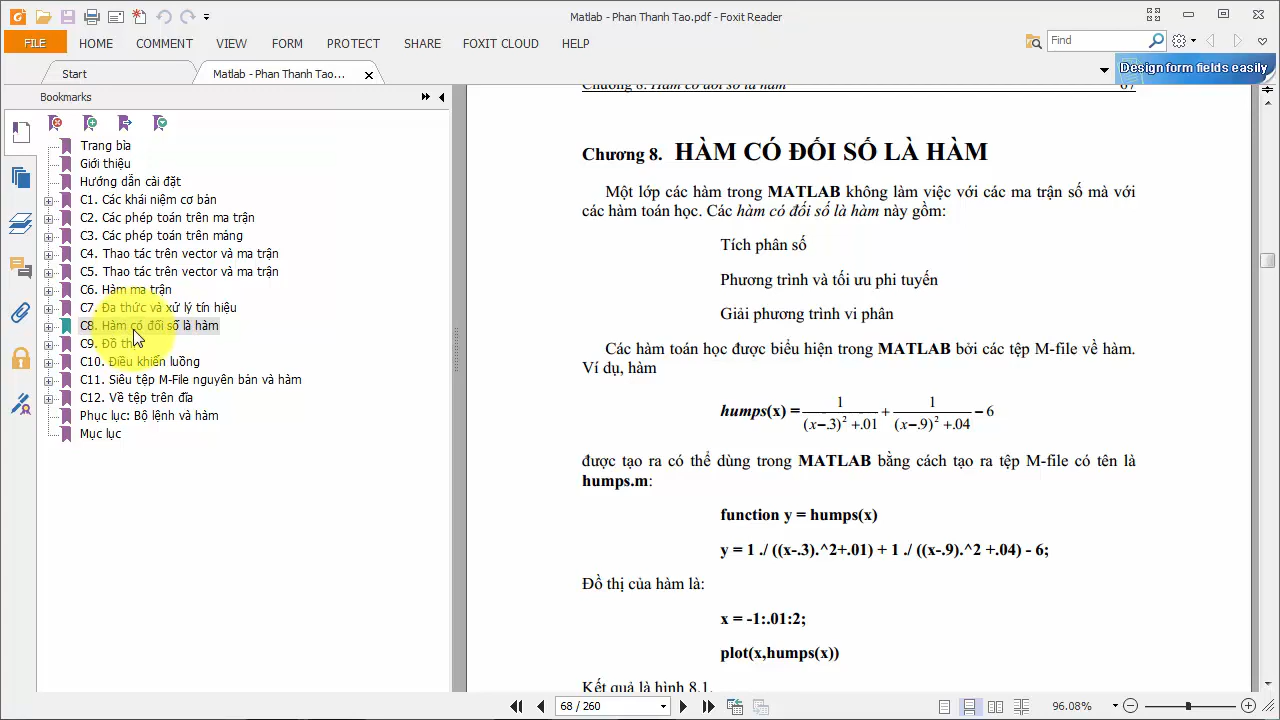 Matlab - Phan Thanh Tao.pdf - Foxit Reader
FILE HOME COMMENT VIEW FORM PROTECT SHARE FOXIT CLOUD HELP Find
Start Matlab - Phan Thanh Tao... Design form fields easily
Bookmarks
Trang bìa
Giới thiệu
Hướng dẫn cài đặt
C1. Các khái niệm cơ bản
C2. Các phép toán trên ma trận
C3. Các phép toán trên mảng
C4. Thao tác trên vector và ma trận
C5. Thao tác trên vector và ma trận
C6. Hàm ma trận
C7. Đa thức và xử lý tín hiệu
C8. Hàm có đối số là hàm
C9. Đồ thị
C10. Điều khiển luồng
C11. Siêu tệp M-File nguyên bản và hàm
C12. Về tệp trên đĩa
Phục lục: Bộ lệnh và hàm
Mục lục
Chương 8. Hàm có đối số là hàm 67
Chương 8. HÀM CÓ ĐỐI SỐ LÀ HÀM
Một lớp các hàm trong MATLAB không làm việc với các ma trận số mà với
các hàm toán học. Các hàm có đối số là hàm này gồm:
Tích phân số
Phương trình và tối ưu phi tuyến
Giải phương trình vi phân
Các hàm toán học được biểu hiện trong MATLAB bởi các tệp M-file về hàm.
Ví dụ, hàm
humps(x) = 1/((x−.3)² +.01) + 1/((x−.9)² +.04) − 6
được tạo ra có thể dùng trong MATLAB bằng cách tạo ra tệp M-file có tên là
humps.m:
function y = humps(x)
y = 1 ./ ((x-.3).^2+.01) + 1 ./ ((x-.9).^2 +.04) - 6;
Đồ thị của hàm là:
x = -1:.01:2;
plot(x,humps(x))
Kết quả là hình 8.1.
68 / 260 96.08%